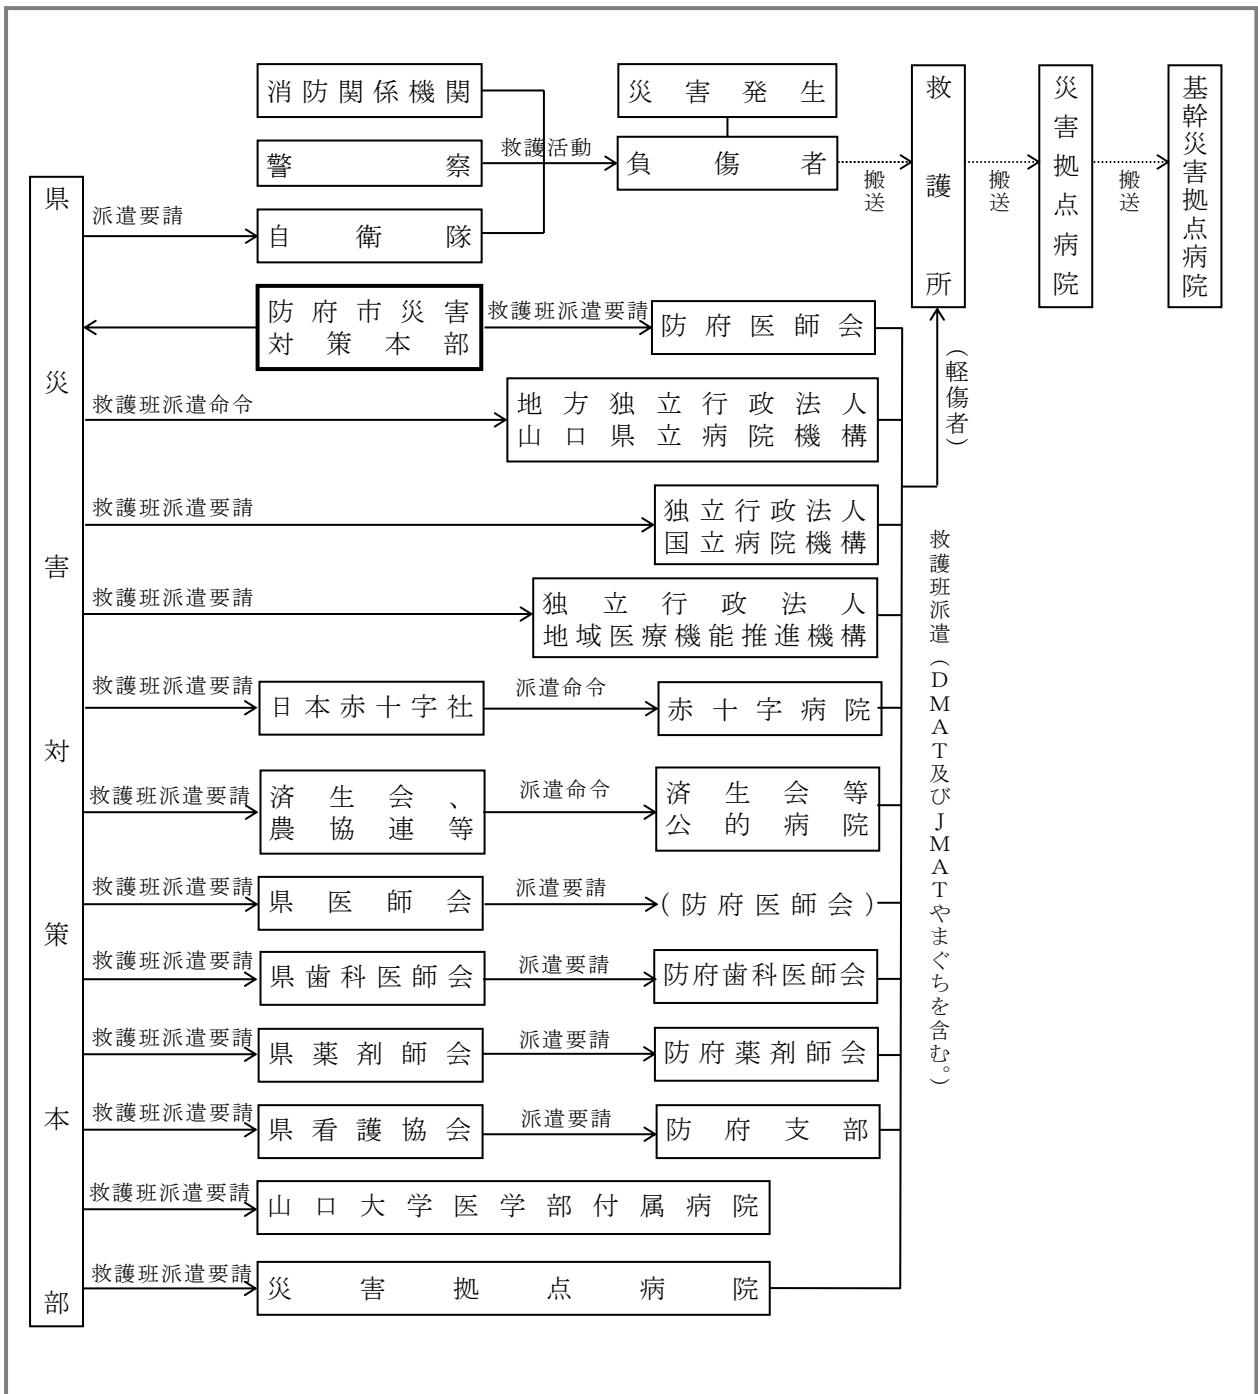 消防関係機関
災害発生
警察
救護活動
負傷者
搬送
救護所
搬送
災害拠点病院
搬送
基幹災害拠点病院
県災害対策本部
派遣要請
自衛隊
防府市災害
対策本部
救護班派遣要請
防府医師会
(軽傷者)
救護班派遣命令
地方独立行政法人
山口県立病院機構
救護班派遣要請
独立行政法人
国立病院機構
救護班派遣(DMAT及びJMATやまぐちを含む。)
救護班派遣要請
独立行政法人
地域医療機能推進機構
救護班派遣要請
日本赤十字社
派遣命令
赤十字病院
救護班派遣要請
済生会、
農協連等
派遣命令
済生会等
公的病院
救護班派遣要請
県医師会
派遣要請
(防府医師会)
救護班派遣要請
県歯科医師会
派遣要請
防府歯科医師会
救護班派遣要請
県薬剤師会
派遣要請
防府薬剤師会
救護班派遣要請
県看護協会
派遣要請
防府支部
救護班派遣要請
山口大学医学部付属病院
救護班派遣要請
災害拠点病院